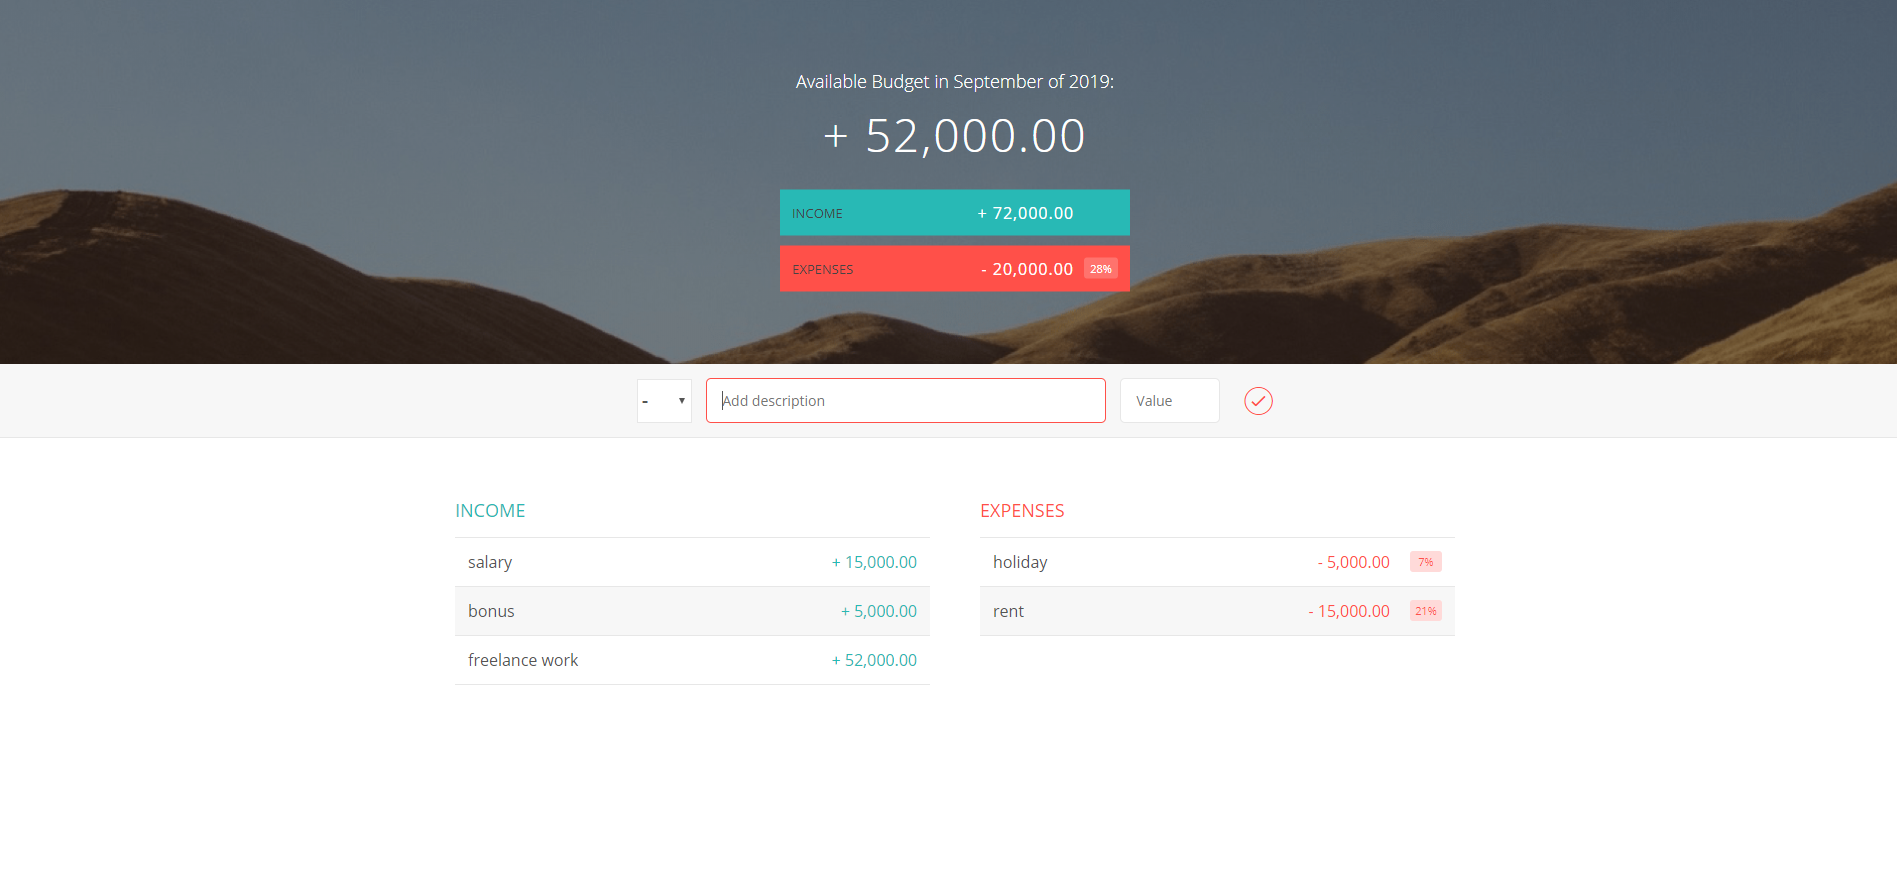 Available Budget in September of 2019:
+ 52,000.00
INCOME + 72,000.00
EXPENSES - 20,000.00 28%
- Add description Value
INCOME
salary + 15,000.00
bonus + 5,000.00
freelance work + 52,000.00
EXPENSES
holiday - 5,000.00 7%
rent - 15,000.00 21%